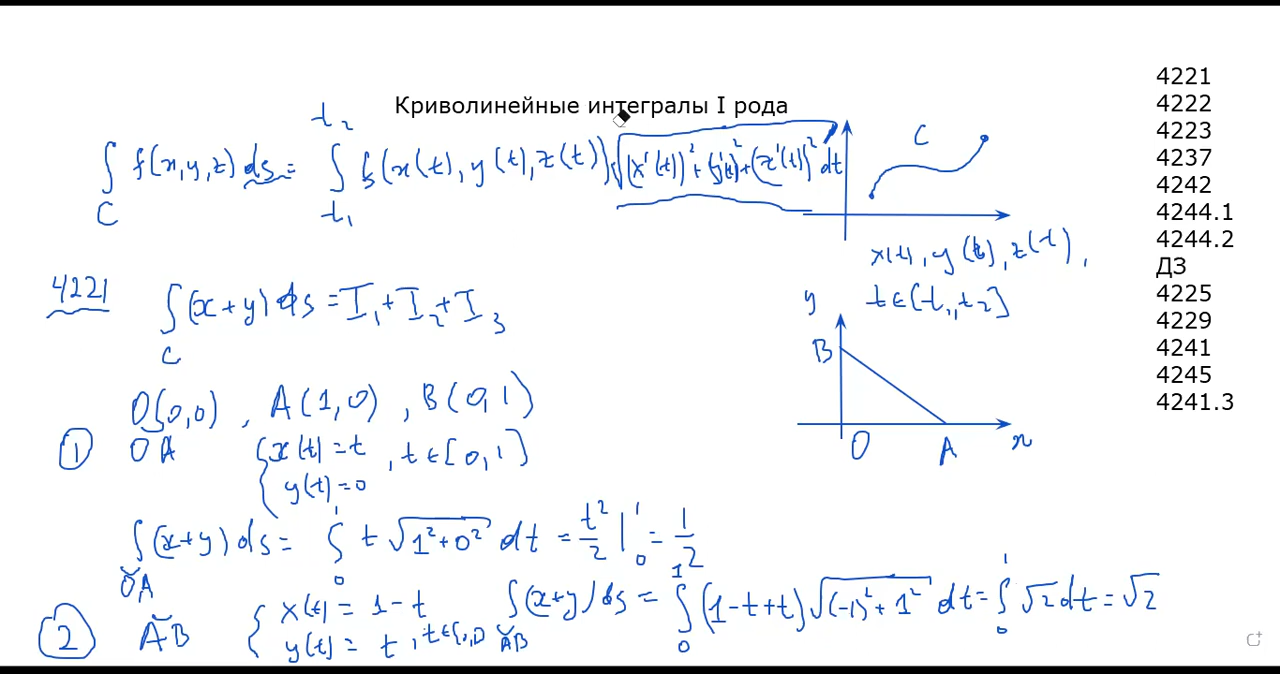 Криволинейные интегралы I рода
∫_C f(x,y,z) ds = ∫_{t₁}^{t₂} f(x(t), y(t), z(t)) √((x'(t))² + (y'(t))² + (z'(t))²) dt
C
x(t), y(t), z(t),
t ∈ [t₁, t₂]
4221
∫_C (x+y) ds = I₁ + I₂ + I₃
O(0,0), A(1,0), B(0,1)
y
B
O A x
① OA { x(t) = t
y(t) = 0 , t ∈ [0,1]
∫_{OA} (x+y) ds = ∫_0^1 t √(1² + 0²) dt = t²/2 |_0^1 = 1/2
② AB { x(t) = 1-t
y(t) = t , t ∈ [0,1]
∫_{AB} (x+y) ds = ∫_0^1 (1-t+t) √((-1)² + 1²) dt = ∫_0^1 √2 dt = √2
4221
4222
4223
4237
4242
4244.1
4244.2
ДЗ
4225
4229
4241
4245
4241.3